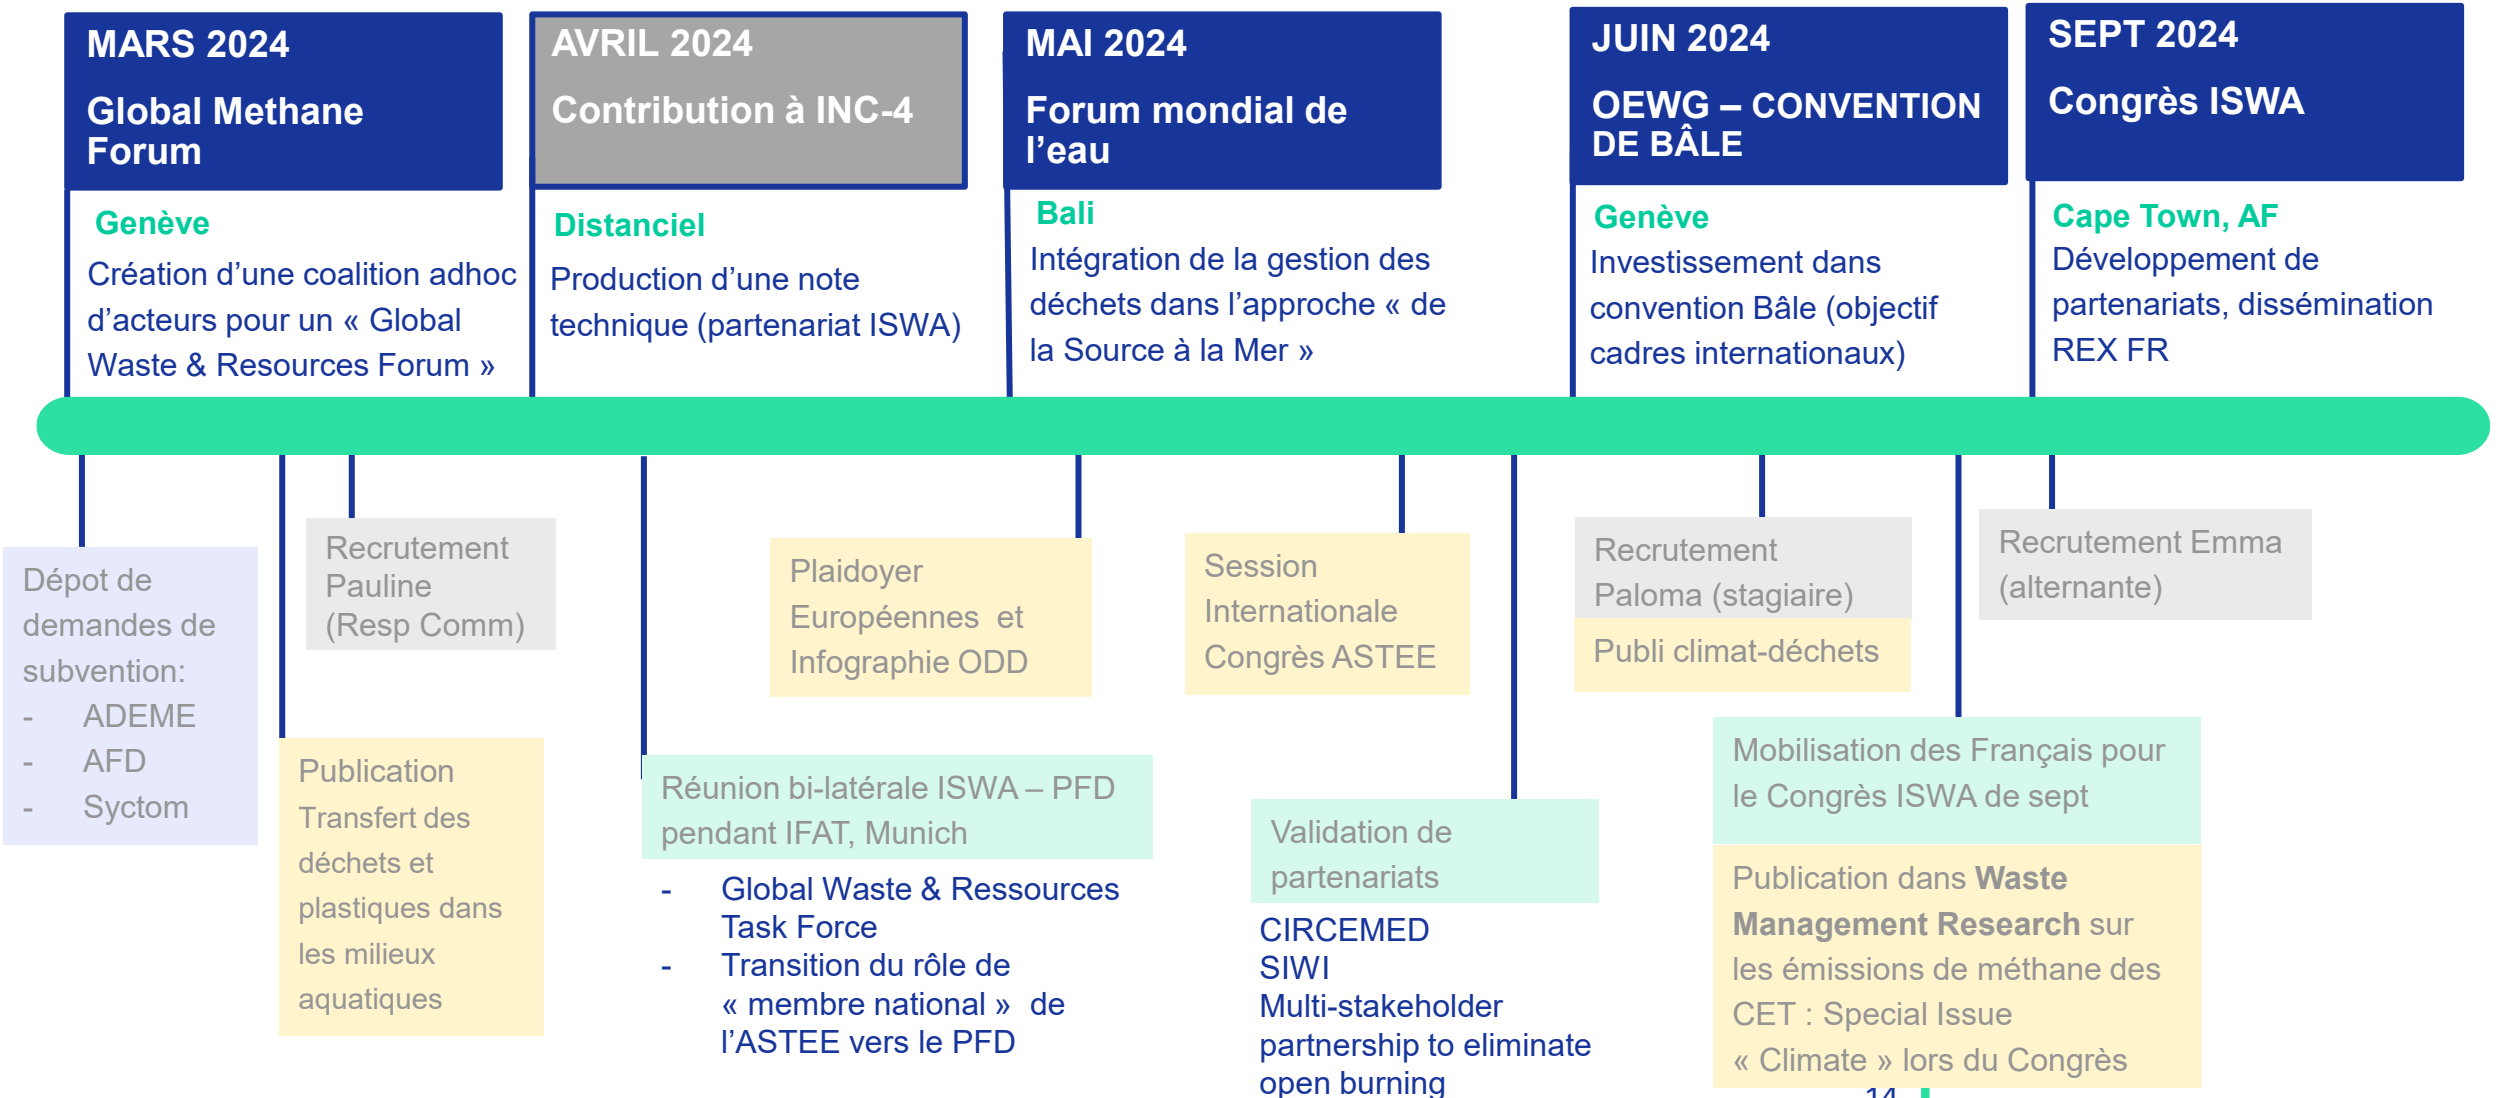 MARS 2024
Global Methane
Forum
AVRIL 2024
Contribution à INC-4
MAI 2024
Forum mondial de
l’eau
JUIN 2024
OEWG – CONVENTION
DE BÂLE
SEPT 2024
Congrès ISWA
Genève
Création d’une coalition adhoc
d’acteurs pour un « Global
Waste & Resources Forum »
Distanciel
Production d’une note
technique (partenariat ISWA)
Bali
Intégration de la gestion des
déchets dans l’approche « de
la Source à la Mer »
Genève
Investissement dans
convention Bâle (objectif
cadres internationaux)
Cape Town, AF
Développement de
partenariats, dissémination
REX FR
Dépot de
demandes de
subvention:
- ADEME
- AFD
- Syctom
Publication
Transfert des
déchets et
plastiques dans
les milieux
aquatiques
Recrutement
Pauline
(Resp Comm)
Réunion bi-latérale ISWA – PFD
pendant IFAT, Munich
- Global Waste & Ressources
Task Force
- Transition du rôle de
« membre national » de
l’ASTEE vers le PFD
Plaidoyer
Européennes et
Infographie ODD
Session
Internationale
Congrès ASTEE
Validation de
partenariats
CIRCEMED
SIWI
Multi-stakeholder
partnership to eliminate
open burning
Recrutement
Paloma (stagiaire)
Publi climat-déchets
Mobilisation des Français pour
le Congrès ISWA de sept
Publication dans Waste
Management Research sur
les émissions de méthane des
CET : Special Issue
« Climate » lors du Congrès
Recrutement Emma
(alternante)
14